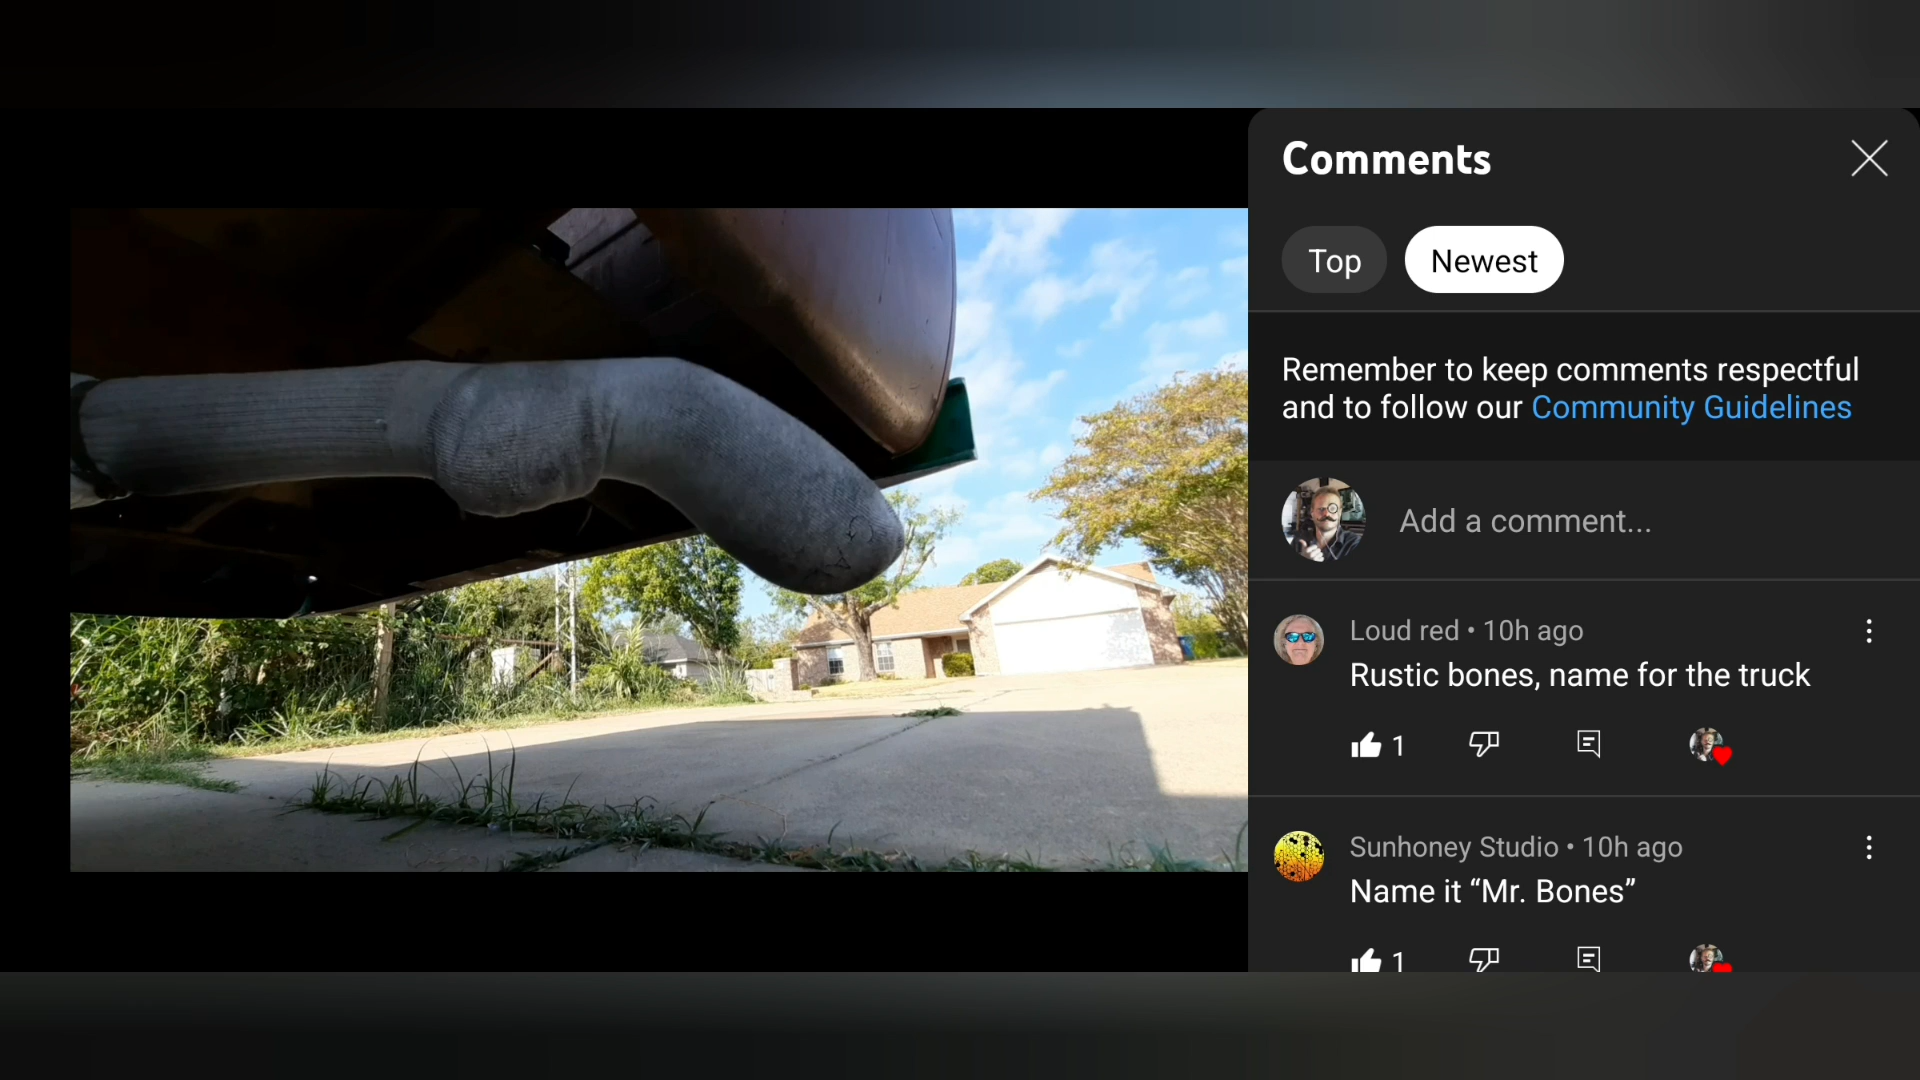 Comments
Top
Newest
Remember to keep comments respectful
and to follow our Community Guidelines
Add a comment...
Loud red • 10h ago
Rustic bones, name for the truck
1
Sunhoney Studio • 10h ago
Name it “Mr. Bones”
1